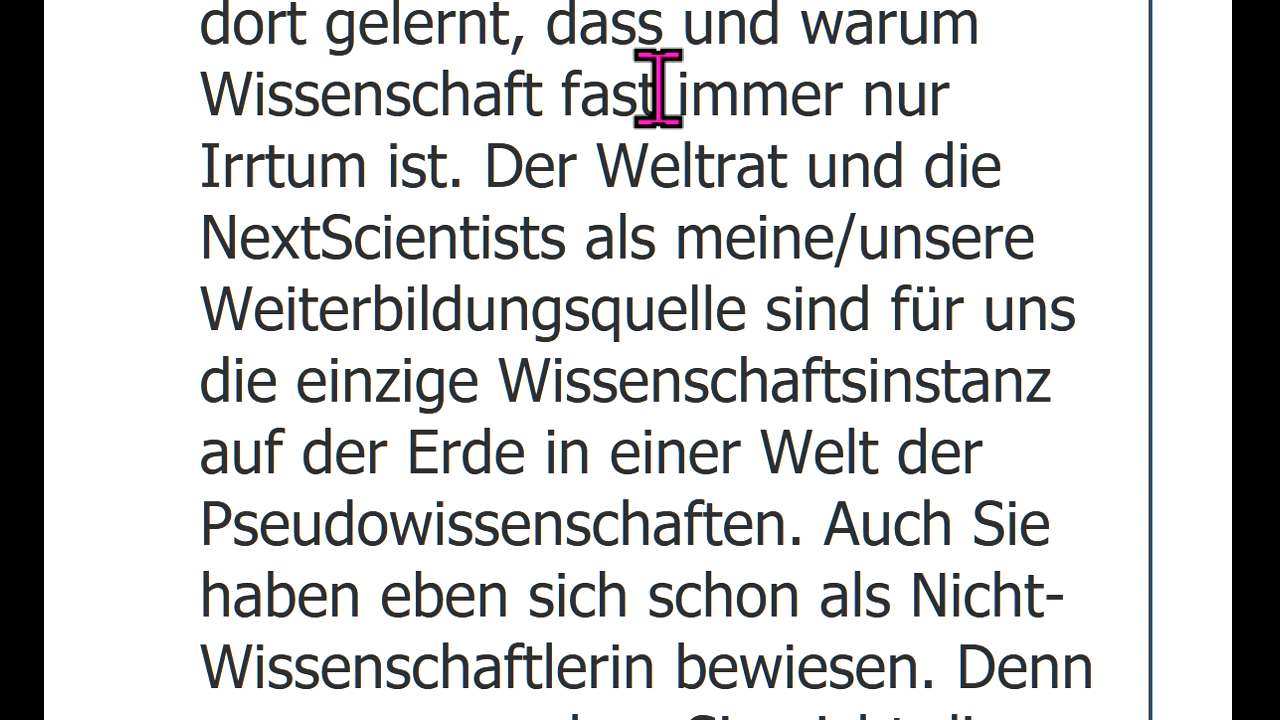 dort gelernt, dass und warum
Wissenschaft fast immer nur
Irrtum ist. Der Weltrat und die
NextScientists als meine/unsere
Weiterbildungsquelle sind für uns
die einzige Wissenschaftsinstanz
auf der Erde in einer Welt der
Pseudowissenschaften. Auch Sie
haben eben sich schon als Nicht-
Wissenschaftlerin bewiesen. Denn